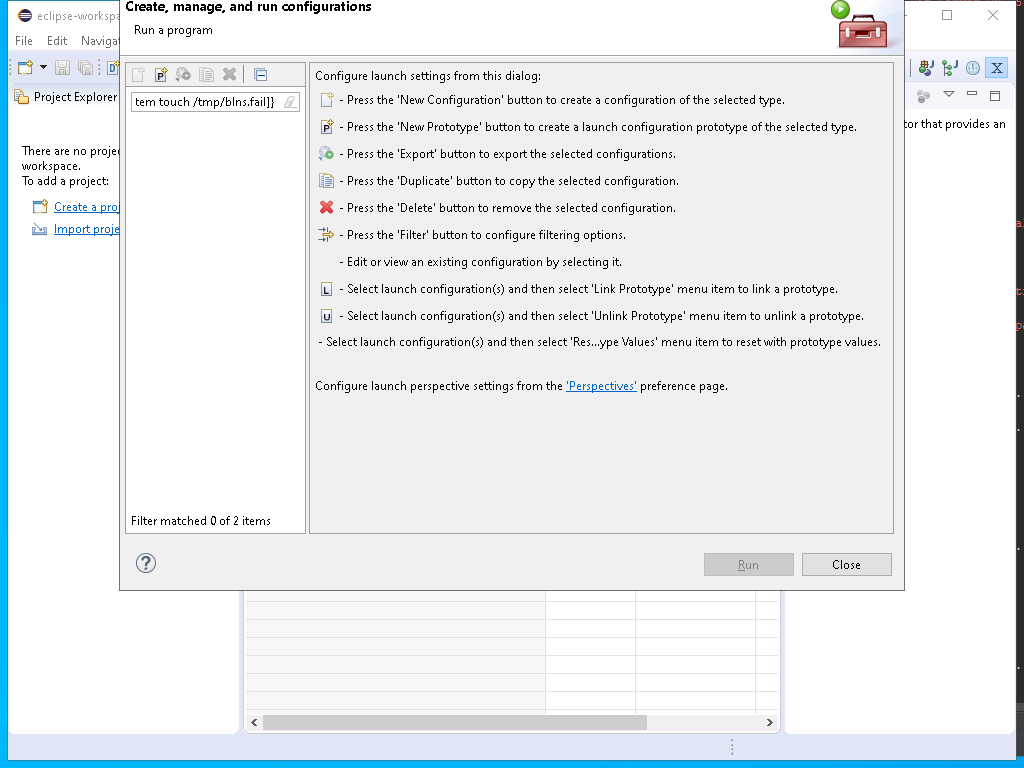 Create, manage, and run configurations
eclipse-workspa
Run a program
File Edit Navigat
Project Explorer
tem touch /tmp/blns.fail]}
Configure launch settings from this dialog:
- Press the 'New Configuration' button to create a configuration of the selected type.
- Press the 'New Prototype' button to create a launch configuration prototype of the selected type.
- Press the 'Export' button to export the selected configurations.
- Press the 'Duplicate' button to copy the selected configuration.
- Press the 'Delete' button to remove the selected configuration.
- Press the 'Filter' button to configure filtering options.
- Edit or view an existing configuration by selecting it.
- Select launch configuration(s) and then select 'Link Prototype' menu item to link a prototype.
- Select launch configuration(s) and then select 'Unlink Prototype' menu item to unlink a prototype.
- Select launch configuration(s) and then select 'Res...ype Values' menu item to reset with prototype values.
Configure launch perspective settings from the 'Perspectives' preference page.
tor that provides an
There are no projec
workspace.
To add a project:
Create a proj
Import proje
Filter matched 0 of 2 items
Run
Close